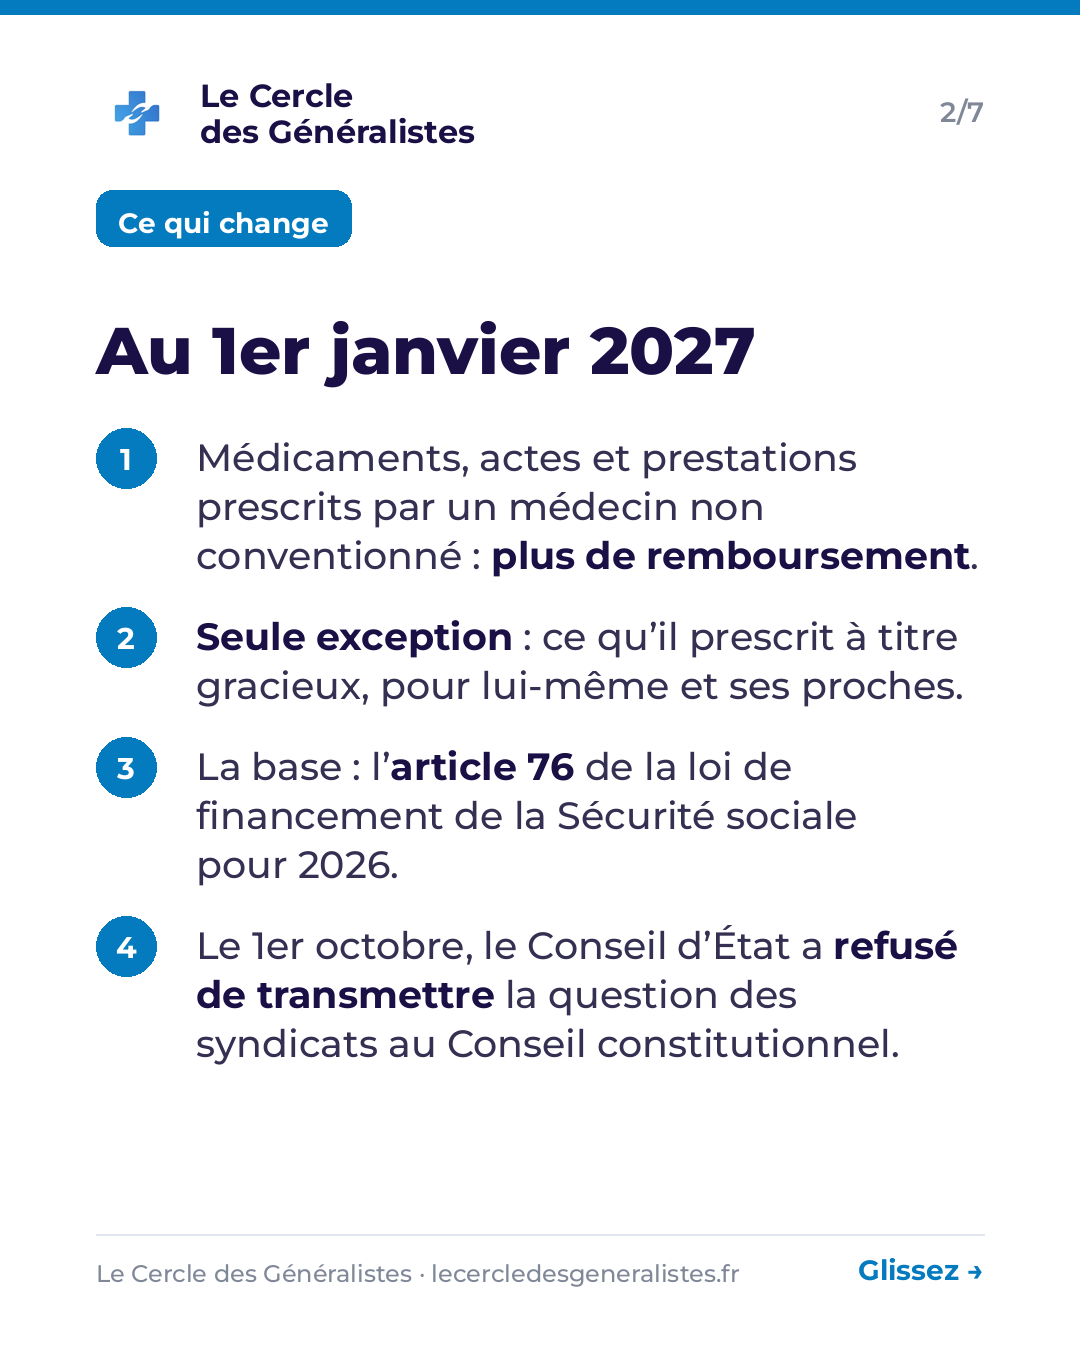 Le Cercle
des Généralistes
2/7
Ce qui change
Au 1er janvier 2027
1
Médicaments, actes et prestations
prescrits par un médecin non
conventionné : plus de remboursement.
2
Seule exception : ce qu’il prescrit à titre
gracieux, pour lui-même et ses proches.
3
La base : l’article 76 de la loi de
financement de la Sécurité sociale
pour 2026.
4
Le 1er octobre, le Conseil d’État a refusé
de transmettre la question des
syndicats au Conseil constitutionnel.
Le Cercle des Généralistes · lecercledesgeneralistes.fr
Glissez →